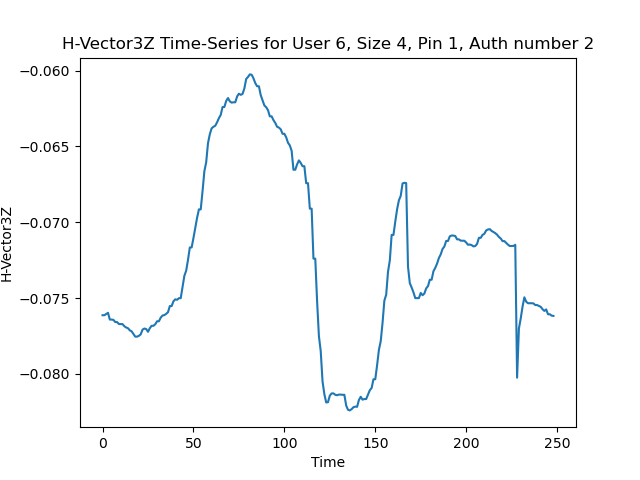 H-Vector3Z Time-Series for User 6, Size 4, Pin 1, Auth number 2
−0.060
−0.065
−0.070
−0.075
−0.080
H-Vector3Z
0 50 100 150 200 250
Time